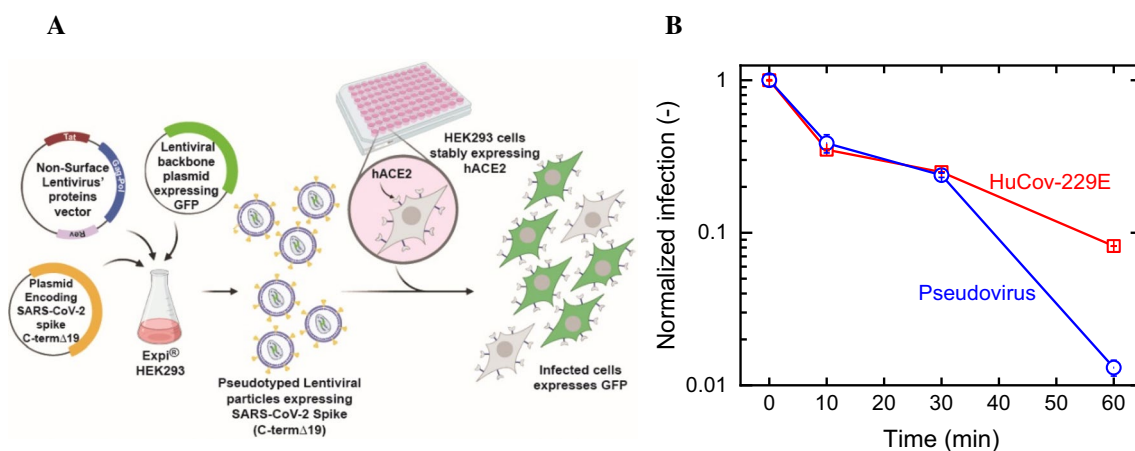 A
Tat
Gag-Pol
Rev
Non-Surface
Lentivirus'
proteins
vector
Lentiviral
backbone
plasmid
expressing
GFP
Plasmid
Encoding
SARS-CoV-2
spike
C-termΔ19
Expi®
HEK293
Pseudotyped Lentiviral
particles expressing
SARS-CoV-2 Spike
(C-termΔ19)
hACE2
HEK293 cells
stably expressing
hACE2
Infected cells
expresses GFP
B
Normalized infection (-)
1
0.1
0.01
HuCov-229E
Pseudovirus
0 10 20 30 40 50 60
Time (min)